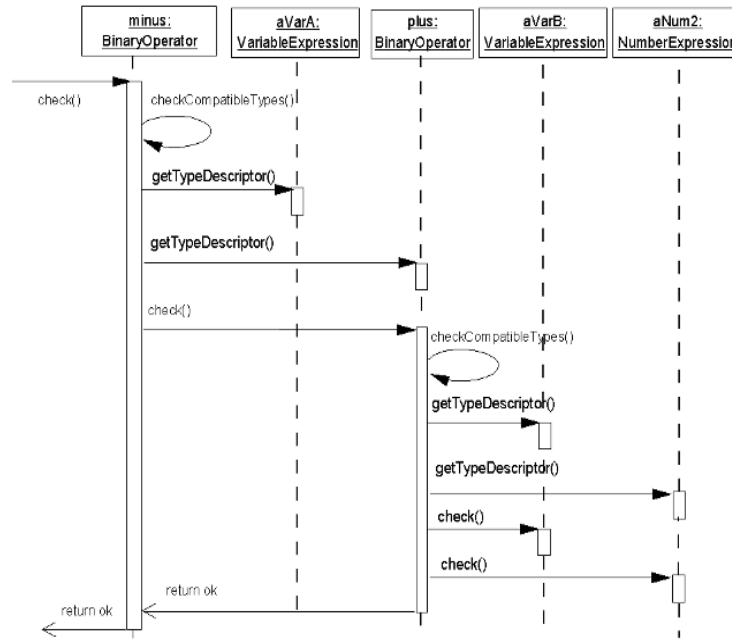 minus:
BinaryOperator
aVarA:
VariableExpression
plus:
BinaryOperator
aVarB:
VariableExpression
aNum2:
NumberExpression
check()
checkCompatibleTypes()
getTypeDescriptor()
getTypeDescriptor()
check()
checkCompatibleTypes()
getTypeDescriptor()
getTypeDescriptor()
check()
check()
return ok
return ok